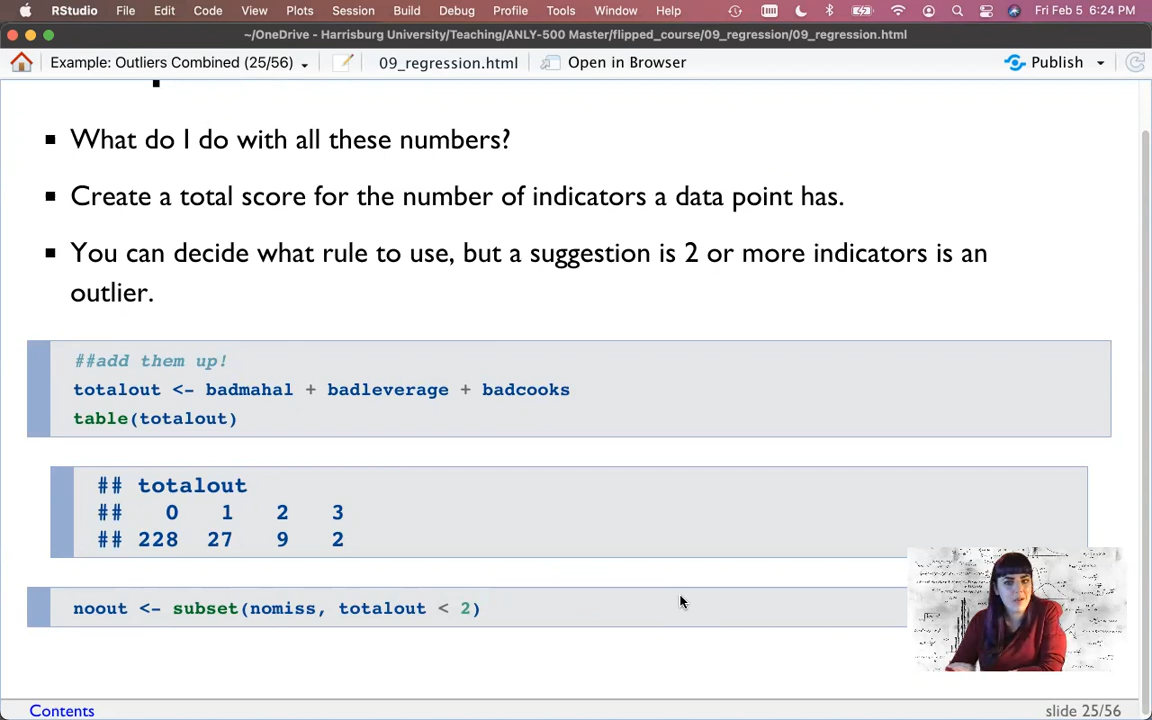 RStudio File Edit Code View Plots Session Build Debug Profile Tools Window Help Fri Feb 5 6:24 PM
~/OneDrive - Harrisburg University/Teaching/ANLY-500 Master/flipped_course/09_regression/09_regression.html
Example: Outliers Combined (25/56) 09_regression.html Open in Browser Publish
What do I do with all these numbers?
Create a total score for the number of indicators a data point has.
You can decide what rule to use, but a suggestion is 2 or more indicators is an
outlier.
##add them up!
totalout <- badmahal + badleverage + badcooks
table(totalout)
## totalout
## 0 1 2 3
## 228 27 9 2
noout <- subset(nomiss, totalout < 2)
Contents slide 25/56